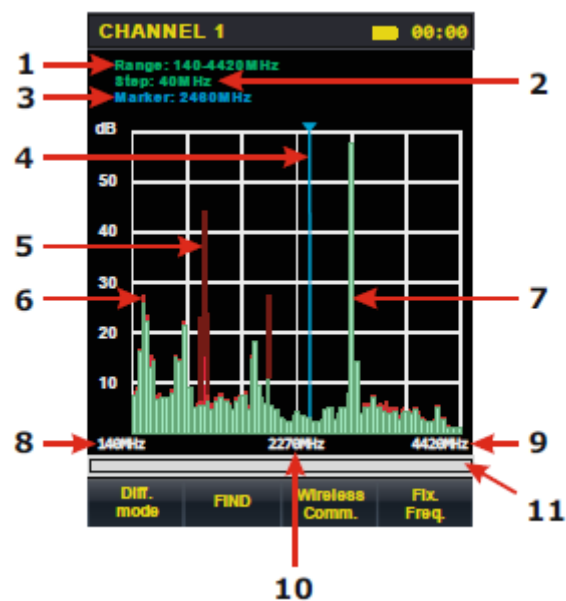 CHANNEL 1 00:00
1 Range: 140-4420MHz
Step: 40MHz 2
3 Marker: 2460MHz
dB
4
50
40
5
30
6 7
20
10
8 140MHz 2270MHz 4420MHz 9
Diff. mode FIND Wireless Comm. Fix. Freq.
11
10